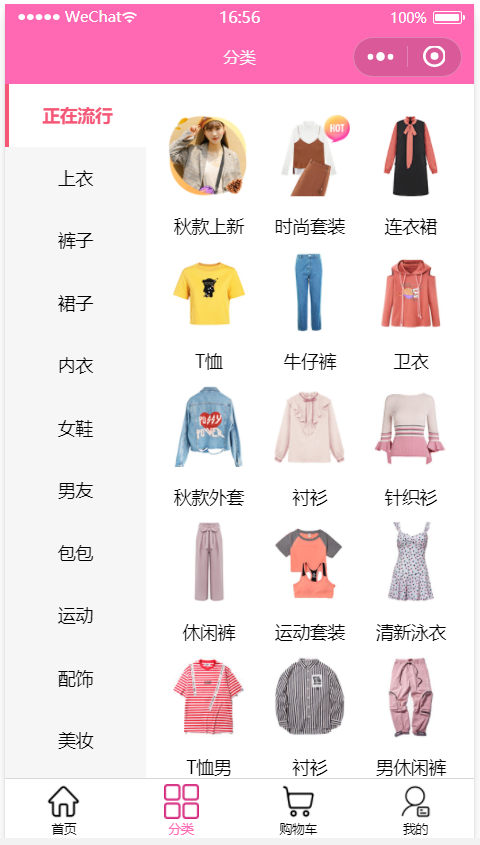 WeChat 16:56 100%
分类
正在流行
上衣
裤子
裙子
内衣
女鞋
男友
包包
运动
配饰
美妆
HOT
秋款上新 时尚套装 连衣裙
T恤 牛仔裤 卫衣
PUSSY
POWER
秋款外套 衬衫 针织衫
休闲裤 运动套装 清新泳衣
T恤男 衬衫 男休闲裤
首页 分类 购物车 我的